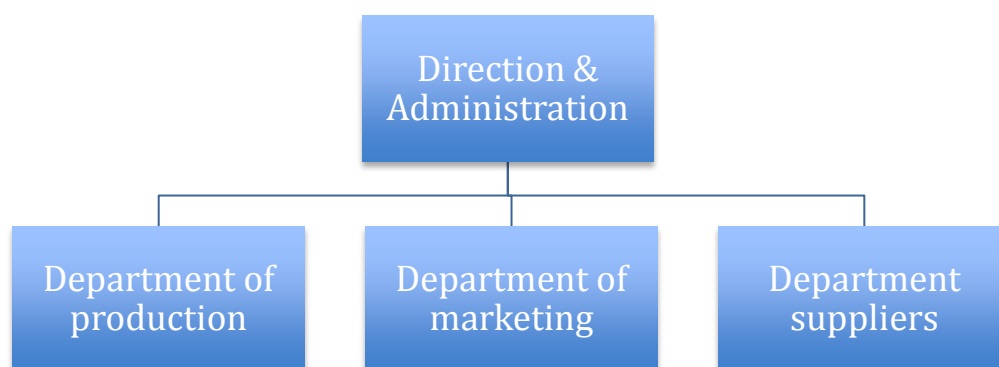 Direction &
Administration
Department of
production
Department of
marketing
Department
suppliers